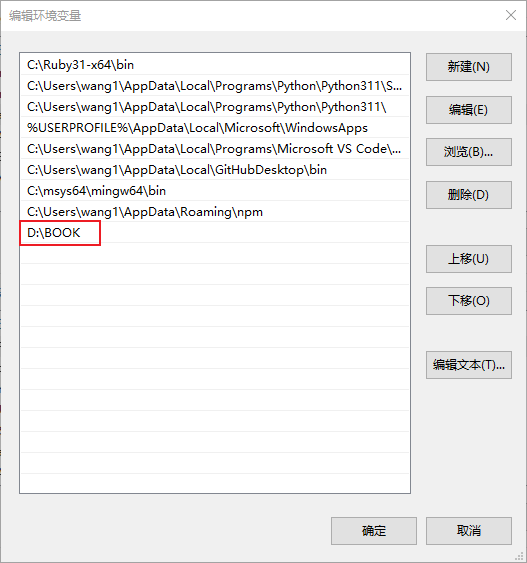 编辑环境变量
C:\Ruby31-x64\bin
C:\Users\wang1\AppData\Local\Programs\Python\Python311\S...
C:\Users\wang1\AppData\Local\Programs\Python\Python311\
%USERPROFILE%\AppData\Local\Microsoft\WindowsApps
C:\Users\wang1\AppData\Local\Programs\Microsoft VS Code\...
C:\Users\wang1\AppData\Local\GitHubDesktop\bin
C:\msys64\mingw64\bin
C:\Users\wang1\AppData\Roaming\npm
D:\BOOK
新建(N)
编辑(E)
浏览(B)...
删除(D)
上移(U)
下移(O)
编辑文本(T)...
确定
取消